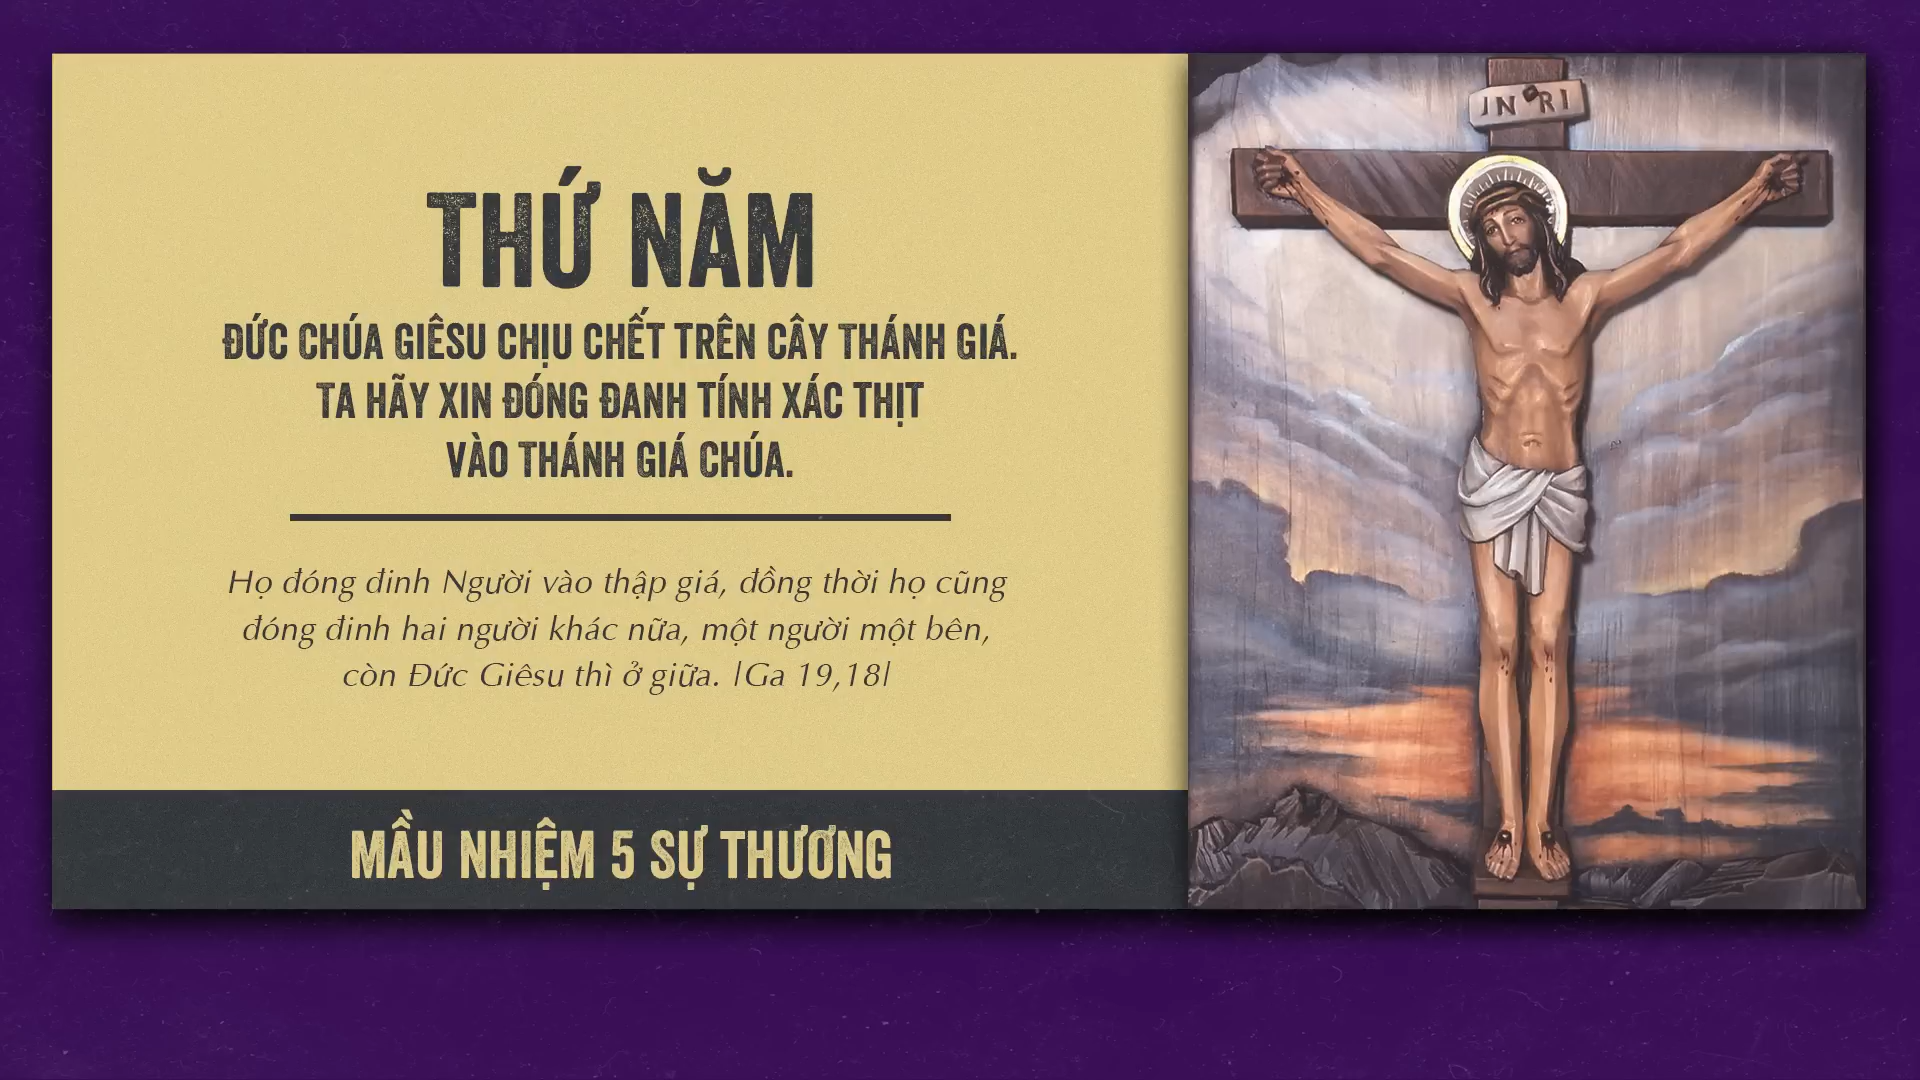 THỨ NĂM
ĐỨC CHÚA GIÊSU CHỊU CHẾT TRÊN CÂY THÁNH GIÁ.
TA HÃY XIN ĐÓNG ĐANH TÍNH XÁC THỊT
VÀO THÁNH GIÁ CHÚA.
Họ đóng đinh Người vào thập giá, đồng thời họ cũng
đóng đinh hai người khác nữa, một người một bên,
còn Đức Giêsu thì ở giữa. |Ga 19,18|
MẦU NHIỆM 5 SỰ THƯƠNG
INRI